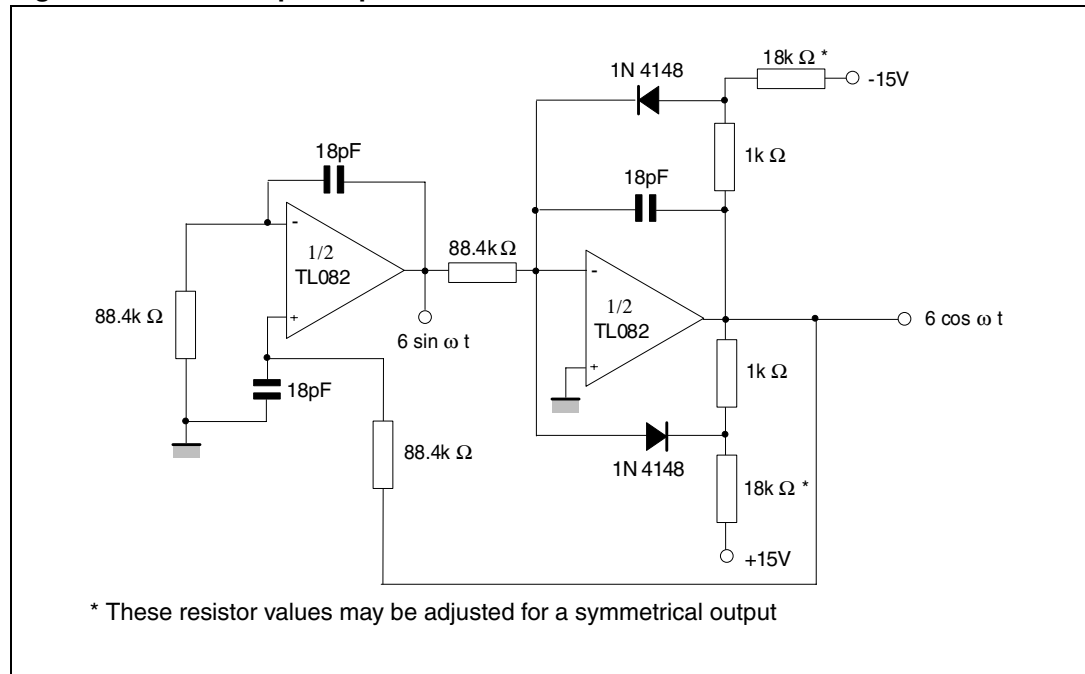 1N 4148
18k Ω *
-15V
1k Ω
18pF
18pF
-
1/2
TL082
+
88.4k Ω
88.4k Ω
6 sin ω t
-
1/2
TL082
+
6 cos ω t
18pF
88.4k Ω
1k Ω
1N 4148
18k Ω *
+15V
* These resistor values may be adjusted for a symmetrical output